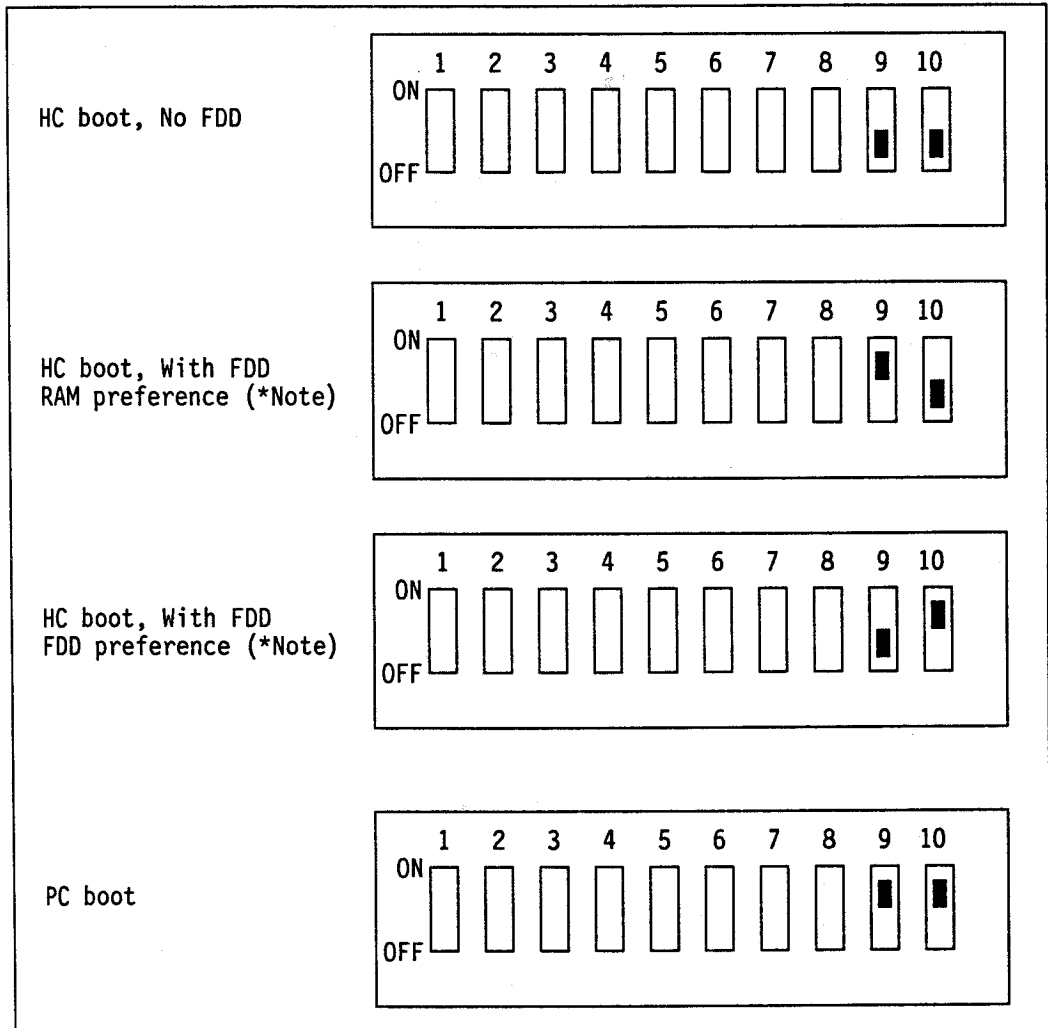 1 2 3 4 5 6 7 8 9 10
ON
HC boot, No FDD
OFF
1 2 3 4 5 6 7 8 9 10
ON
HC boot, With FDD
RAM preference (*Note)
OFF
1 2 3 4 5 6 7 8 9 10
ON
HC boot, With FDD
FDD preference (*Note)
OFF
1 2 3 4 5 6 7 8 9 10
ON
PC boot
OFF